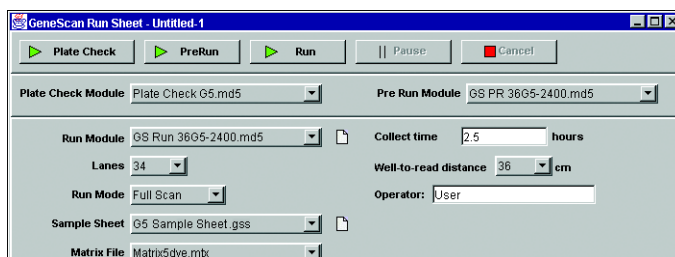 GeneScan Run Sheet - Untitled-1
Plate Check PreRun Run Pause Cancel
Plate Check Module Plate Check G5.md5 Pre Run Module GS PR 36G5-2400.md5
Run Module GS Run 36G5-2400.md5 Collect time 2.5 hours
Lanes 34 Well-to-read distance 36 cm
Run Mode Full Scan Operator: User
Sample Sheet G5 Sample Sheet.gss
Matrix File Matrix5dye.mtx